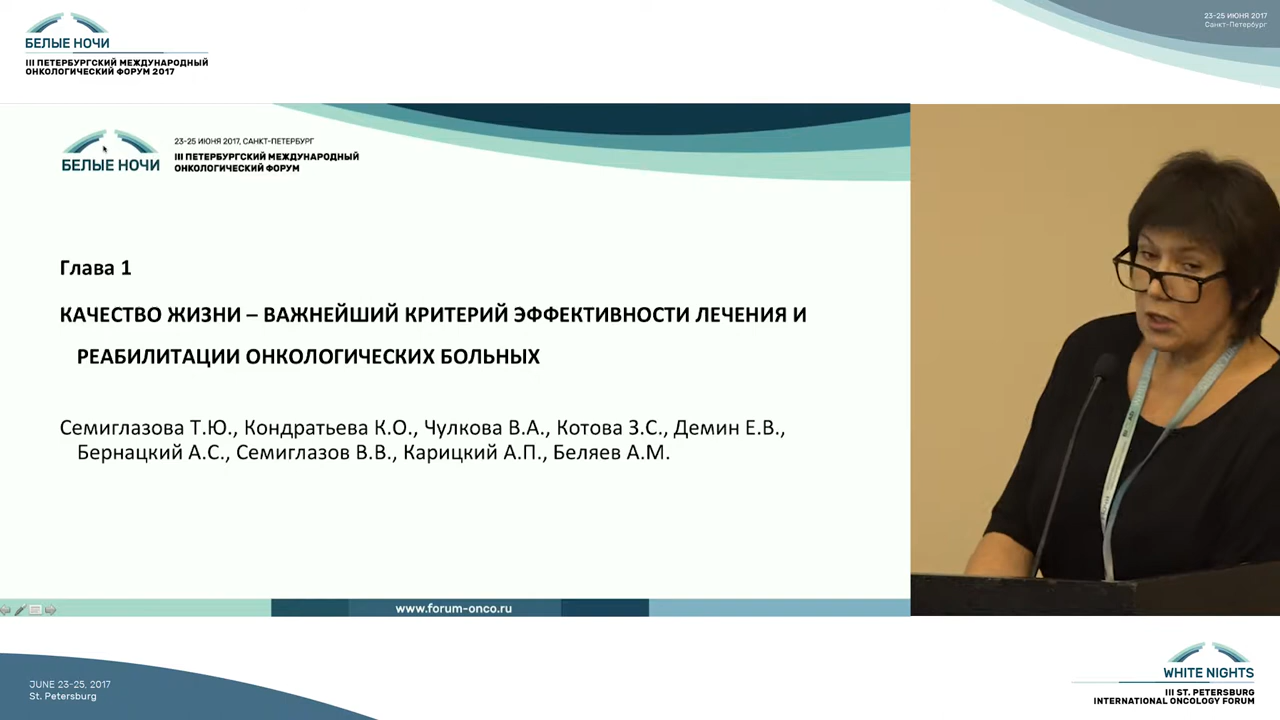 БЕЛЫЕ НОЧИ
III ПЕТЕРБУРГСКИЙ МЕЖДУНАРОДНЫЙ
ОНКОЛОГИЧЕСКИЙ ФОРУМ 2017
23-25 ИЮНЯ 2017
Санкт-Петербург
БЕЛЫЕ НОЧИ
23-25 ИЮНЯ 2017, САНКТ-ПЕТЕРБУРГ
III ПЕТЕРБУРГСКИЙ МЕЖДУНАРОДНЫЙ
ОНКОЛОГИЧЕСКИЙ ФОРУМ
Глава 1
КАЧЕСТВО ЖИЗНИ – ВАЖНЕЙШИЙ КРИТЕРИЙ ЭФФЕКТИВНОСТИ ЛЕЧЕНИЯ И
РЕАБИЛИТАЦИИ ОНКОЛОГИЧЕСКИХ БОЛЬНЫХ
Семиглазова Т.Ю., Кондратьева К.О., Чулкова В.А., Котова З.С., Демин Е.В.,
Бернацкий А.С., Семиглазов В.В., Карицкий А.П., Беляев А.М.
www.forum-onco.ru
JUNE 23-25, 2017
St. Petersburg
WHITE NIGHTS
III ST. PETERSBURG
INTERNATIONAL ONCOLOGY FORUM